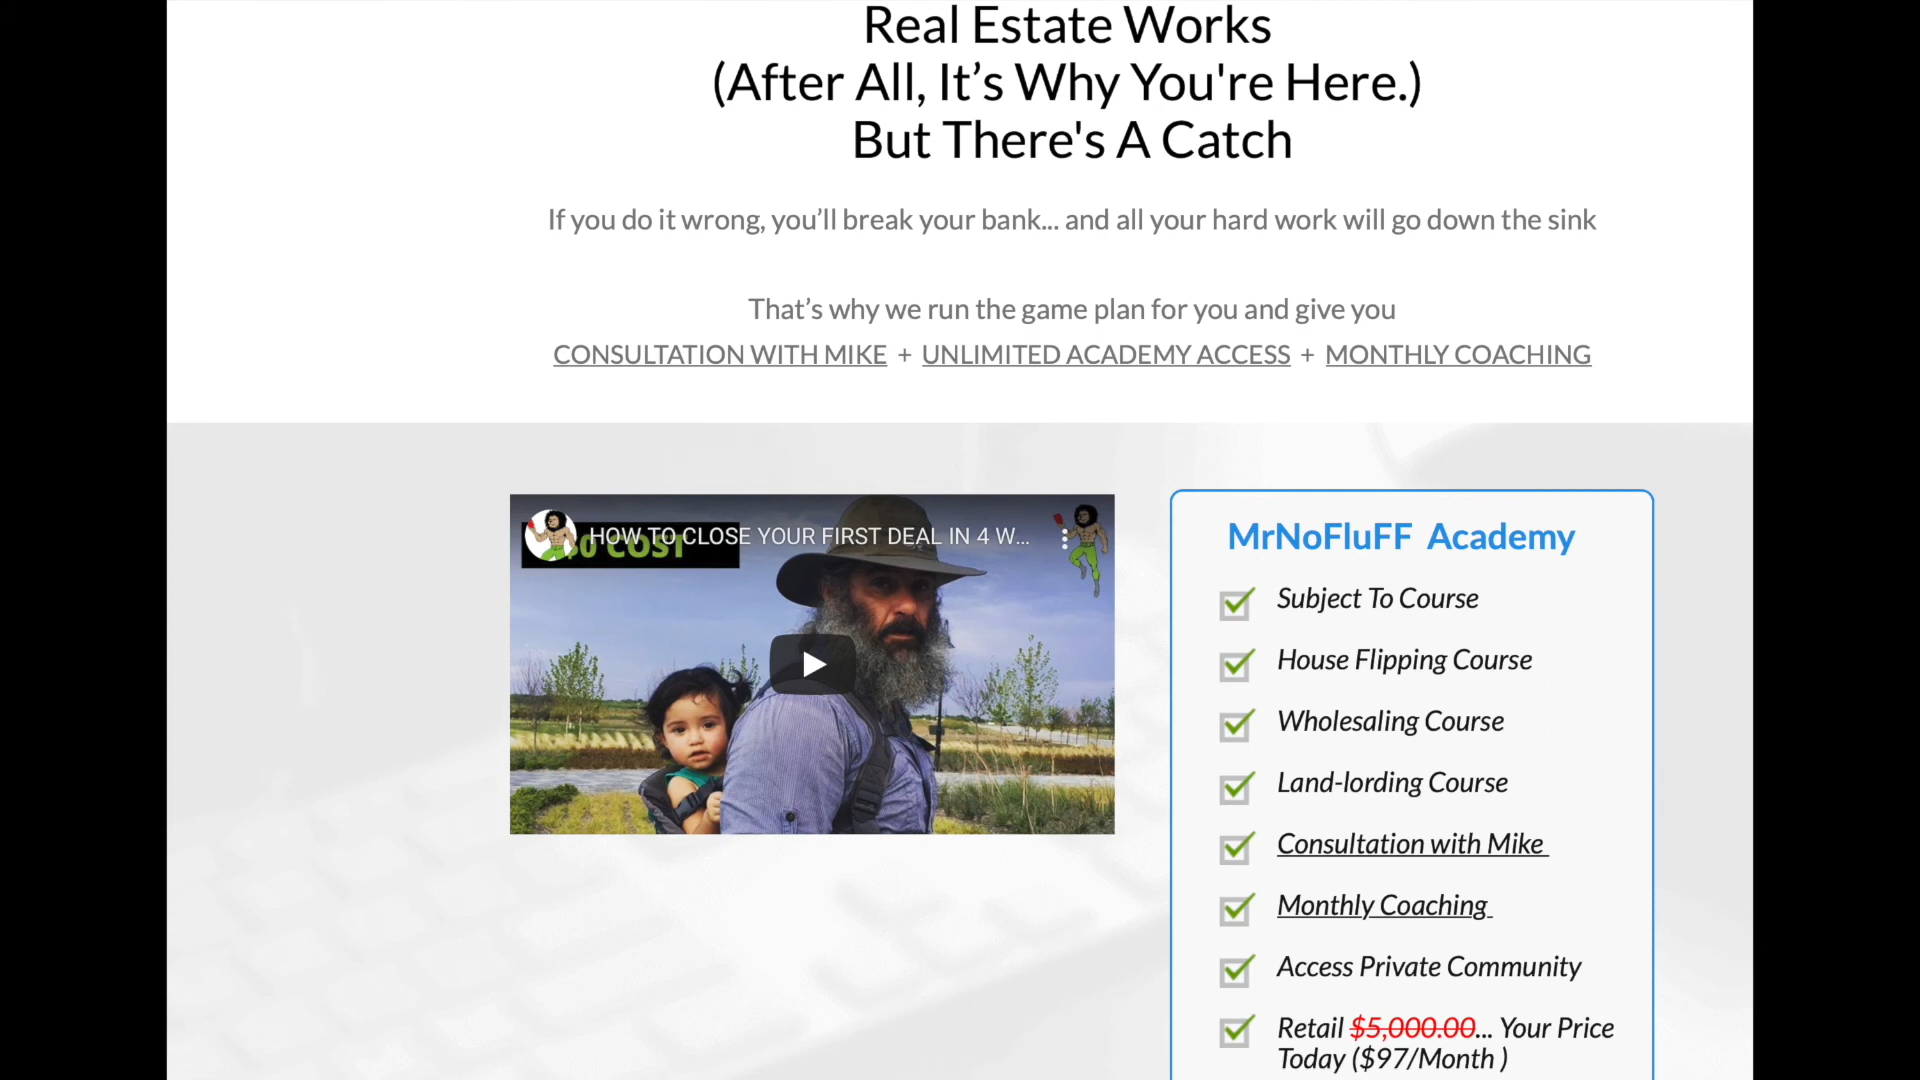 Real Estate Works
(After All, It’s Why You're Here.)
But There's A Catch
If you do it wrong, you’ll break your bank... and all your hard work will go down the sink
That’s why we run the game plan for you and give you
CONSULTATION WITH MIKE + UNLIMITED ACADEMY ACCESS + MONTHLY COACHING
HOW TO CLOSE YOUR FIRST DEAL IN 4 W...
$0 COST
MrNoFluFF Academy
Subject To Course
House Flipping Course
Wholesaling Course
Land-lording Course
Consultation with Mike
Monthly Coaching
Access Private Community
Retail $5,000.00... Your Price
Today ($97/Month )